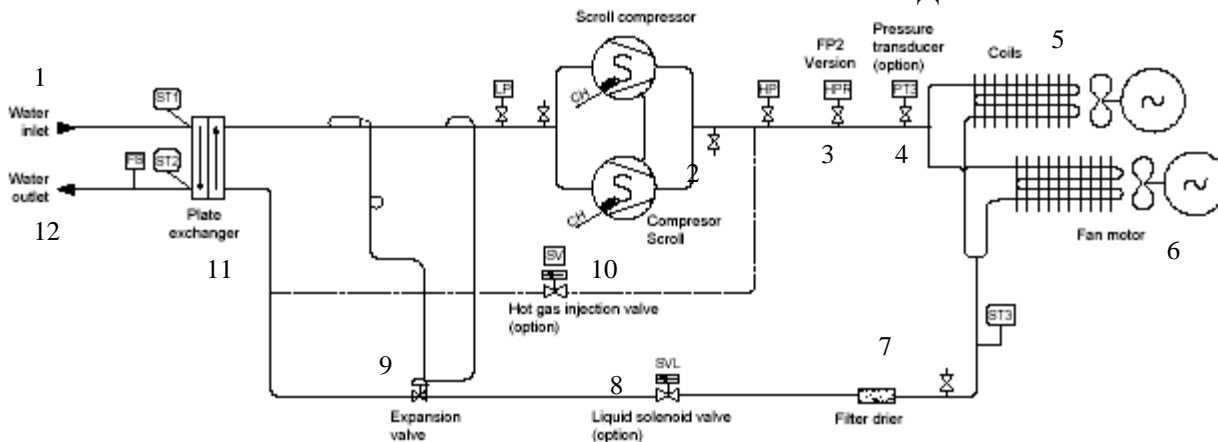 Scroll compressor
FP2
Version
Pressure
transducer
(option)
Coils
5
1
Water
inlet
ST1
LP
S
CH
HP
HPR
PT3
~
FS
ST2
Water
outlet
12
Plate
exchanger
11
S
CH
2
Compresor
Scroll
3
4
~
Fan motor
6
SV
10
Hot gas injection valve
(option)
ST3
9
Expansion
valve
8
SVL
Liquid solenoid valve
(option)
7
Filter drier